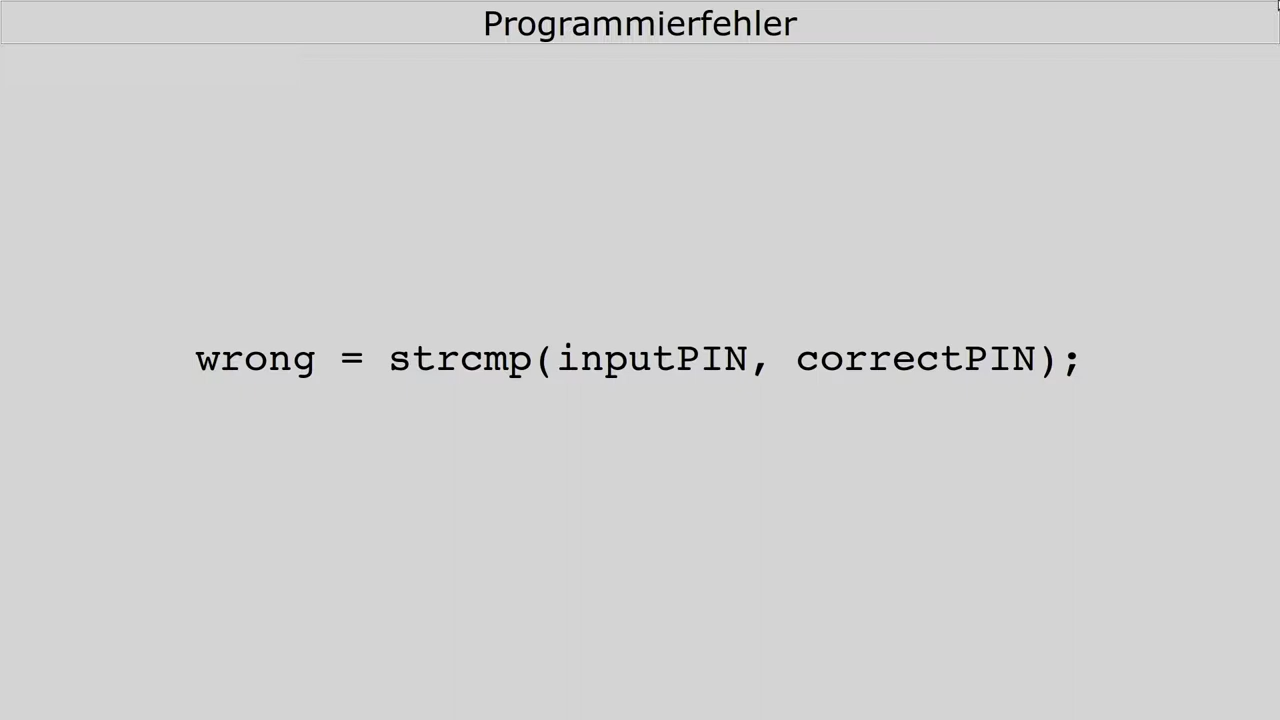 Programmierfehler
wrong = strcmp(inputPIN, correctPIN);